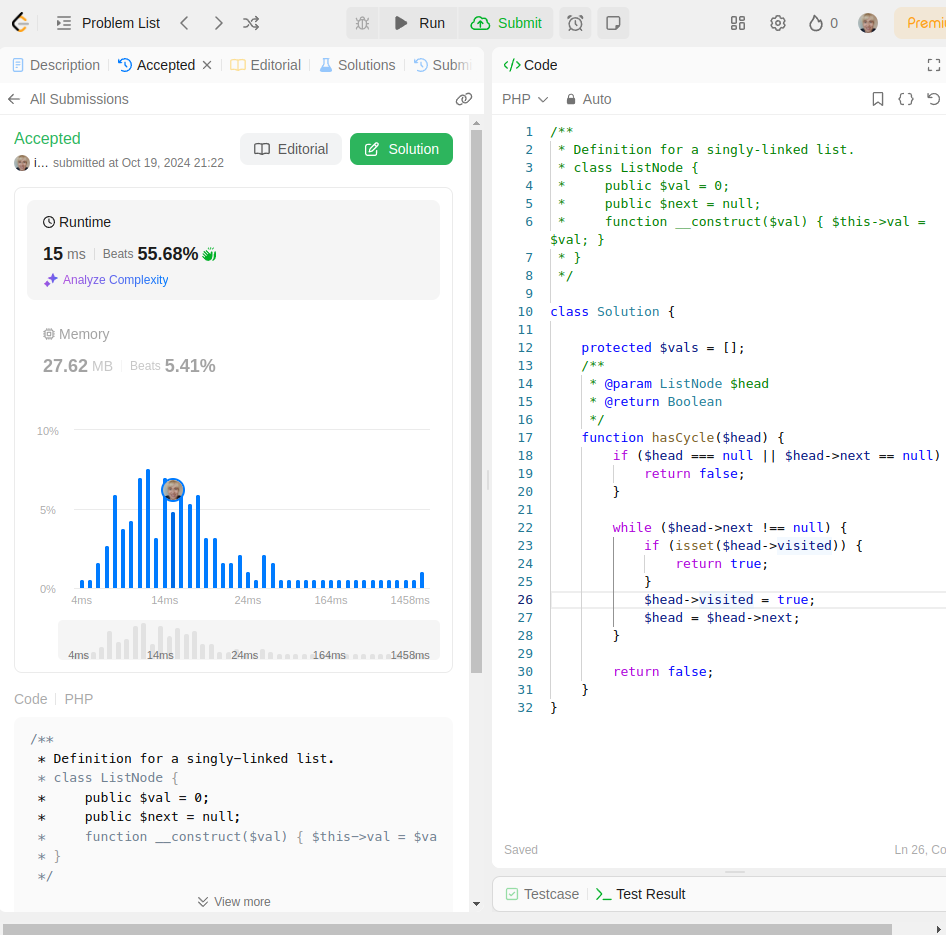 Problem List
Run
Submit
0
Premi
Description
Accepted
Editorial
Solutions
Subm
All Submissions
Accepted
i... submitted at Oct 19, 2024 21:22
Editorial
Solution
Runtime
15 ms
Beats 55.68%
Analyze Complexity
Memory
27.62 MB
Beats 5.41%
10%
5%
0%
4ms 14ms 24ms 164ms 1458ms
4ms 14ms 24ms 164ms 1458ms
Code PHP
/**
* Definition for a singly-linked list.
* class ListNode {
*     public $val = 0;
*     public $next = null;
*     function __construct($val) { $this->val = $va
* }
*/
View more
</> Code
PHP
Auto
1 /**
2  * Definition for a singly-linked list.
3  * class ListNode {
4  *     public $val = 0;
5  *     public $next = null;
6  *     function __construct($val) { $this->val =
$val; }
7  * }
8  */
9
10 class Solution {
11
12     protected $vals = [];
13     /**
14      * @param ListNode $head
15      * @return Boolean
16      */
17     function hasCycle($head) {
18         if ($head === null || $head->next == null)
19             return false;
20         }
21
22         while ($head->next !== null) {
23             if (isset($head->visited)) {
24                 return true;
25             }
26             $head->visited = true;
27             $head = $head->next;
28         }
29
30         return false;
31     }
32 }
Saved
Ln 26, Co
Testcase
Test Result